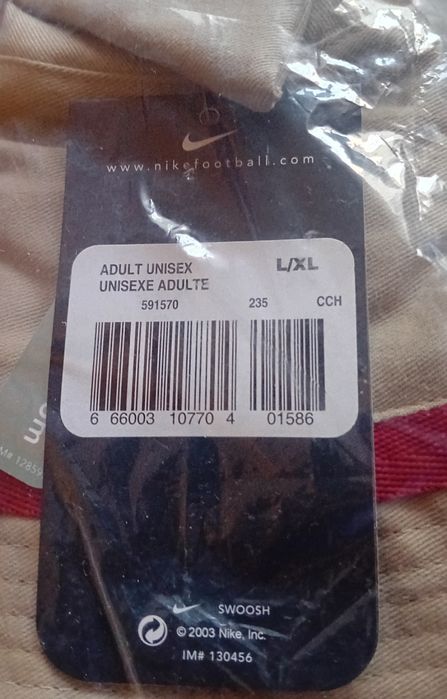 www.nikefootball.com
ADULT UNISEX L/XL
UNISEXE ADULTE
591570 235 CCH
6 66003 10770 4 01586
SWOOSH
© 2003 Nike, Inc.
IM# 130456